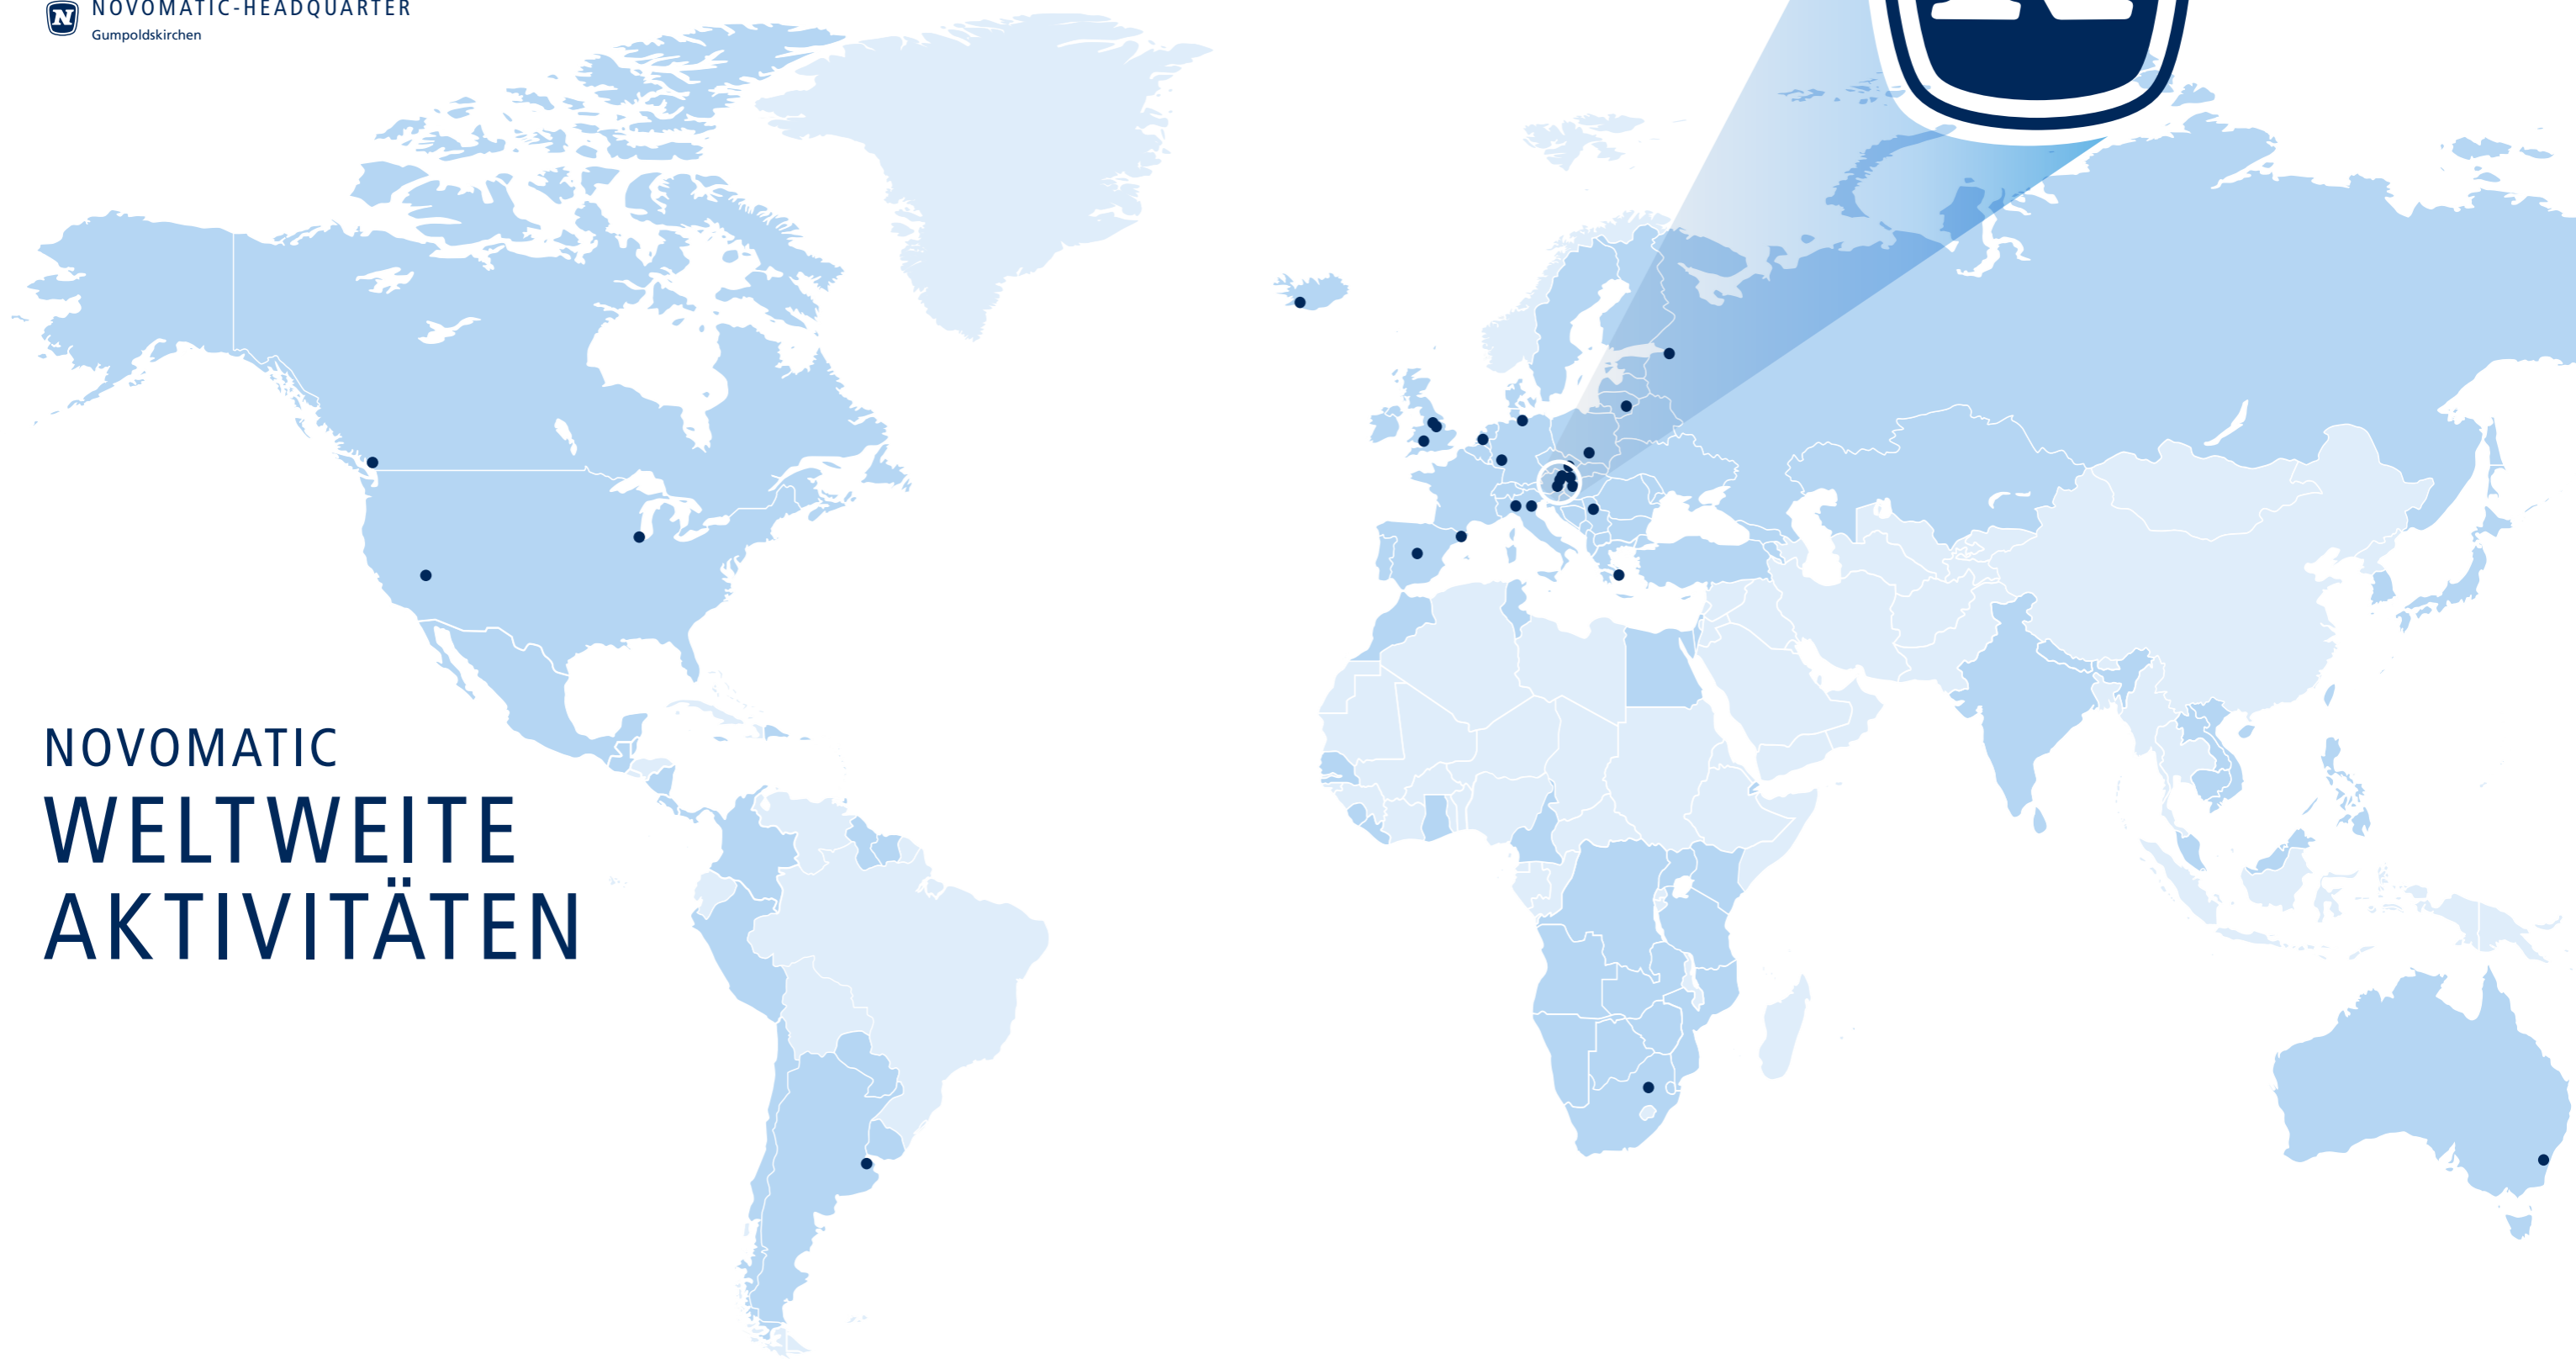 NOVOMATIC-HEADQUARTER
Gumpoldskirchen
NOVOMATIC
WELTWEITE
AKTIVITÄTEN